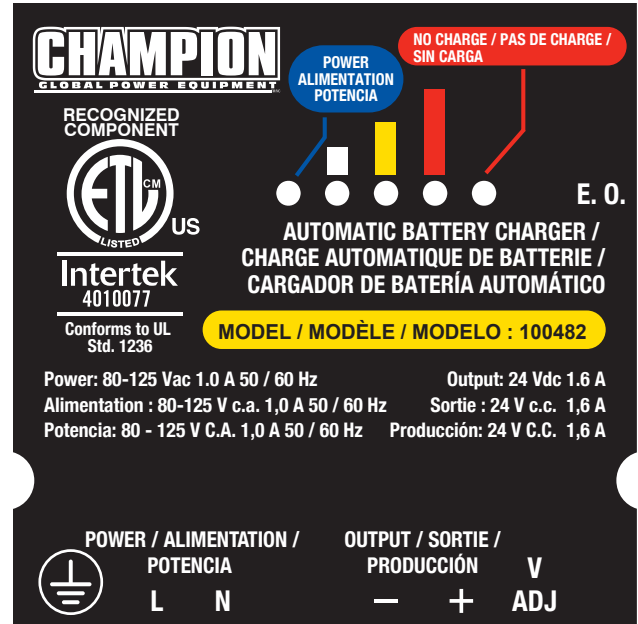 CHAMPION
GLOBAL POWER EQUIPMENT
RECOGNIZED
COMPONENT
ETL CM
LISTED
US
Intertek
4010077
Conforms to UL
Std. 1236
POWER
ALIMENTATION
POTENCIA
NO CHARGE / PAS DE CHARGE /
SIN CARGA
E. O.
AUTOMATIC BATTERY CHARGER /
CHARGE AUTOMATIQUE DE BATTERIE /
CARGADOR DE BATERÍA AUTOMÁTICO
MODEL / MODÈLE / MODELO : 100482
Power: 80-125 Vac 1.0 A 50 / 60 Hz Output: 24 Vdc 1.6 A
Alimentation : 80-125 V c.a. 1,0 A 50 / 60 Hz Sortie : 24 V c.c. 1,6 A
Potencia: 80 - 125 V C.A. 1,0 A 50 / 60 Hz Producción: 24 V C.C. 1,6 A
POWER / ALIMENTATION /
POTENCIA
L N
OUTPUT / SORTIE /
PRODUCCIÓN
− +
V
ADJ